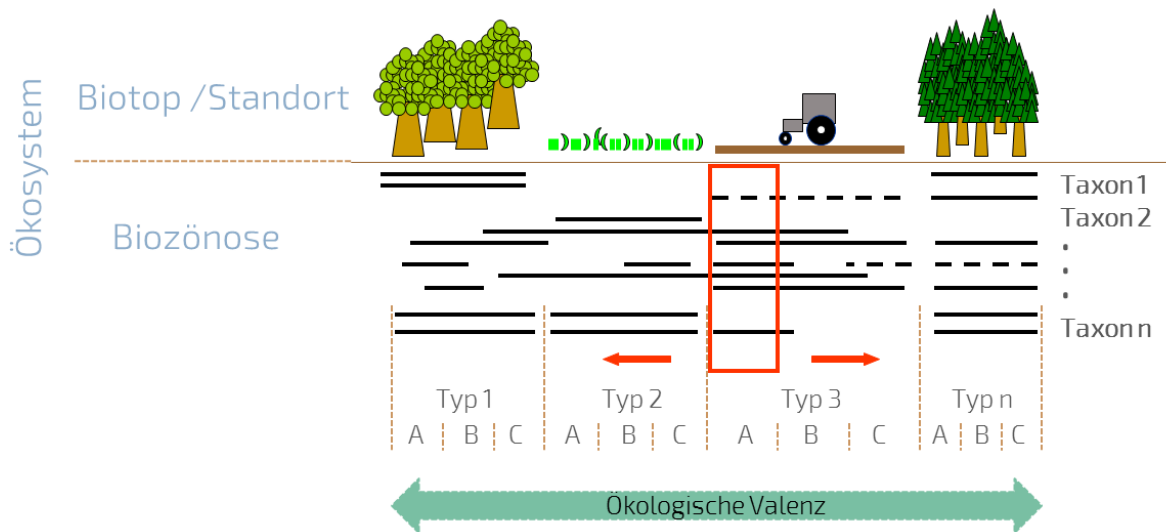 Ökosystem
Biotop /Standort
Biozönose
Taxon 1
Taxon 2
.
.
.
Taxon n
Typ 1 Typ 2 Typ 3 Typ n
A B C A B C A B C A B C
Ökologische Valenz